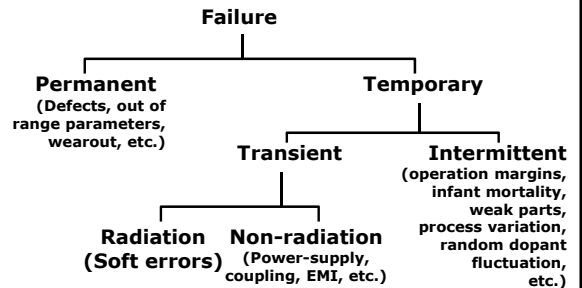 Failure
Permanent
(Defects, out of
range parameters,
wearout, etc.)
Temporary
Transient
Intermittent
(operation margins,
infant mortality,
weak parts,
process variation,
random dopant
fluctuation,
etc.)
Radiation
(Soft errors)
Non-radiation
(Power-supply,
coupling, EMI, etc.)